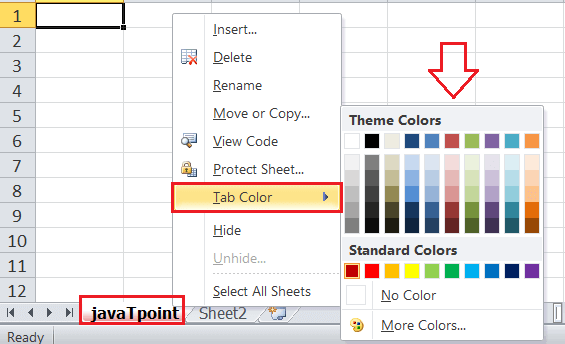 1
2
3
4
5
6
7
8
9
10
11
12
Insert...
Delete
Rename
Move or Copy...
View Code
Protect Sheet...
Tab Color
Hide
Unhide...
Select All Sheets
Theme Colors
Standard Colors
No Color
More Colors...
javaTpoint Sheet2
Ready